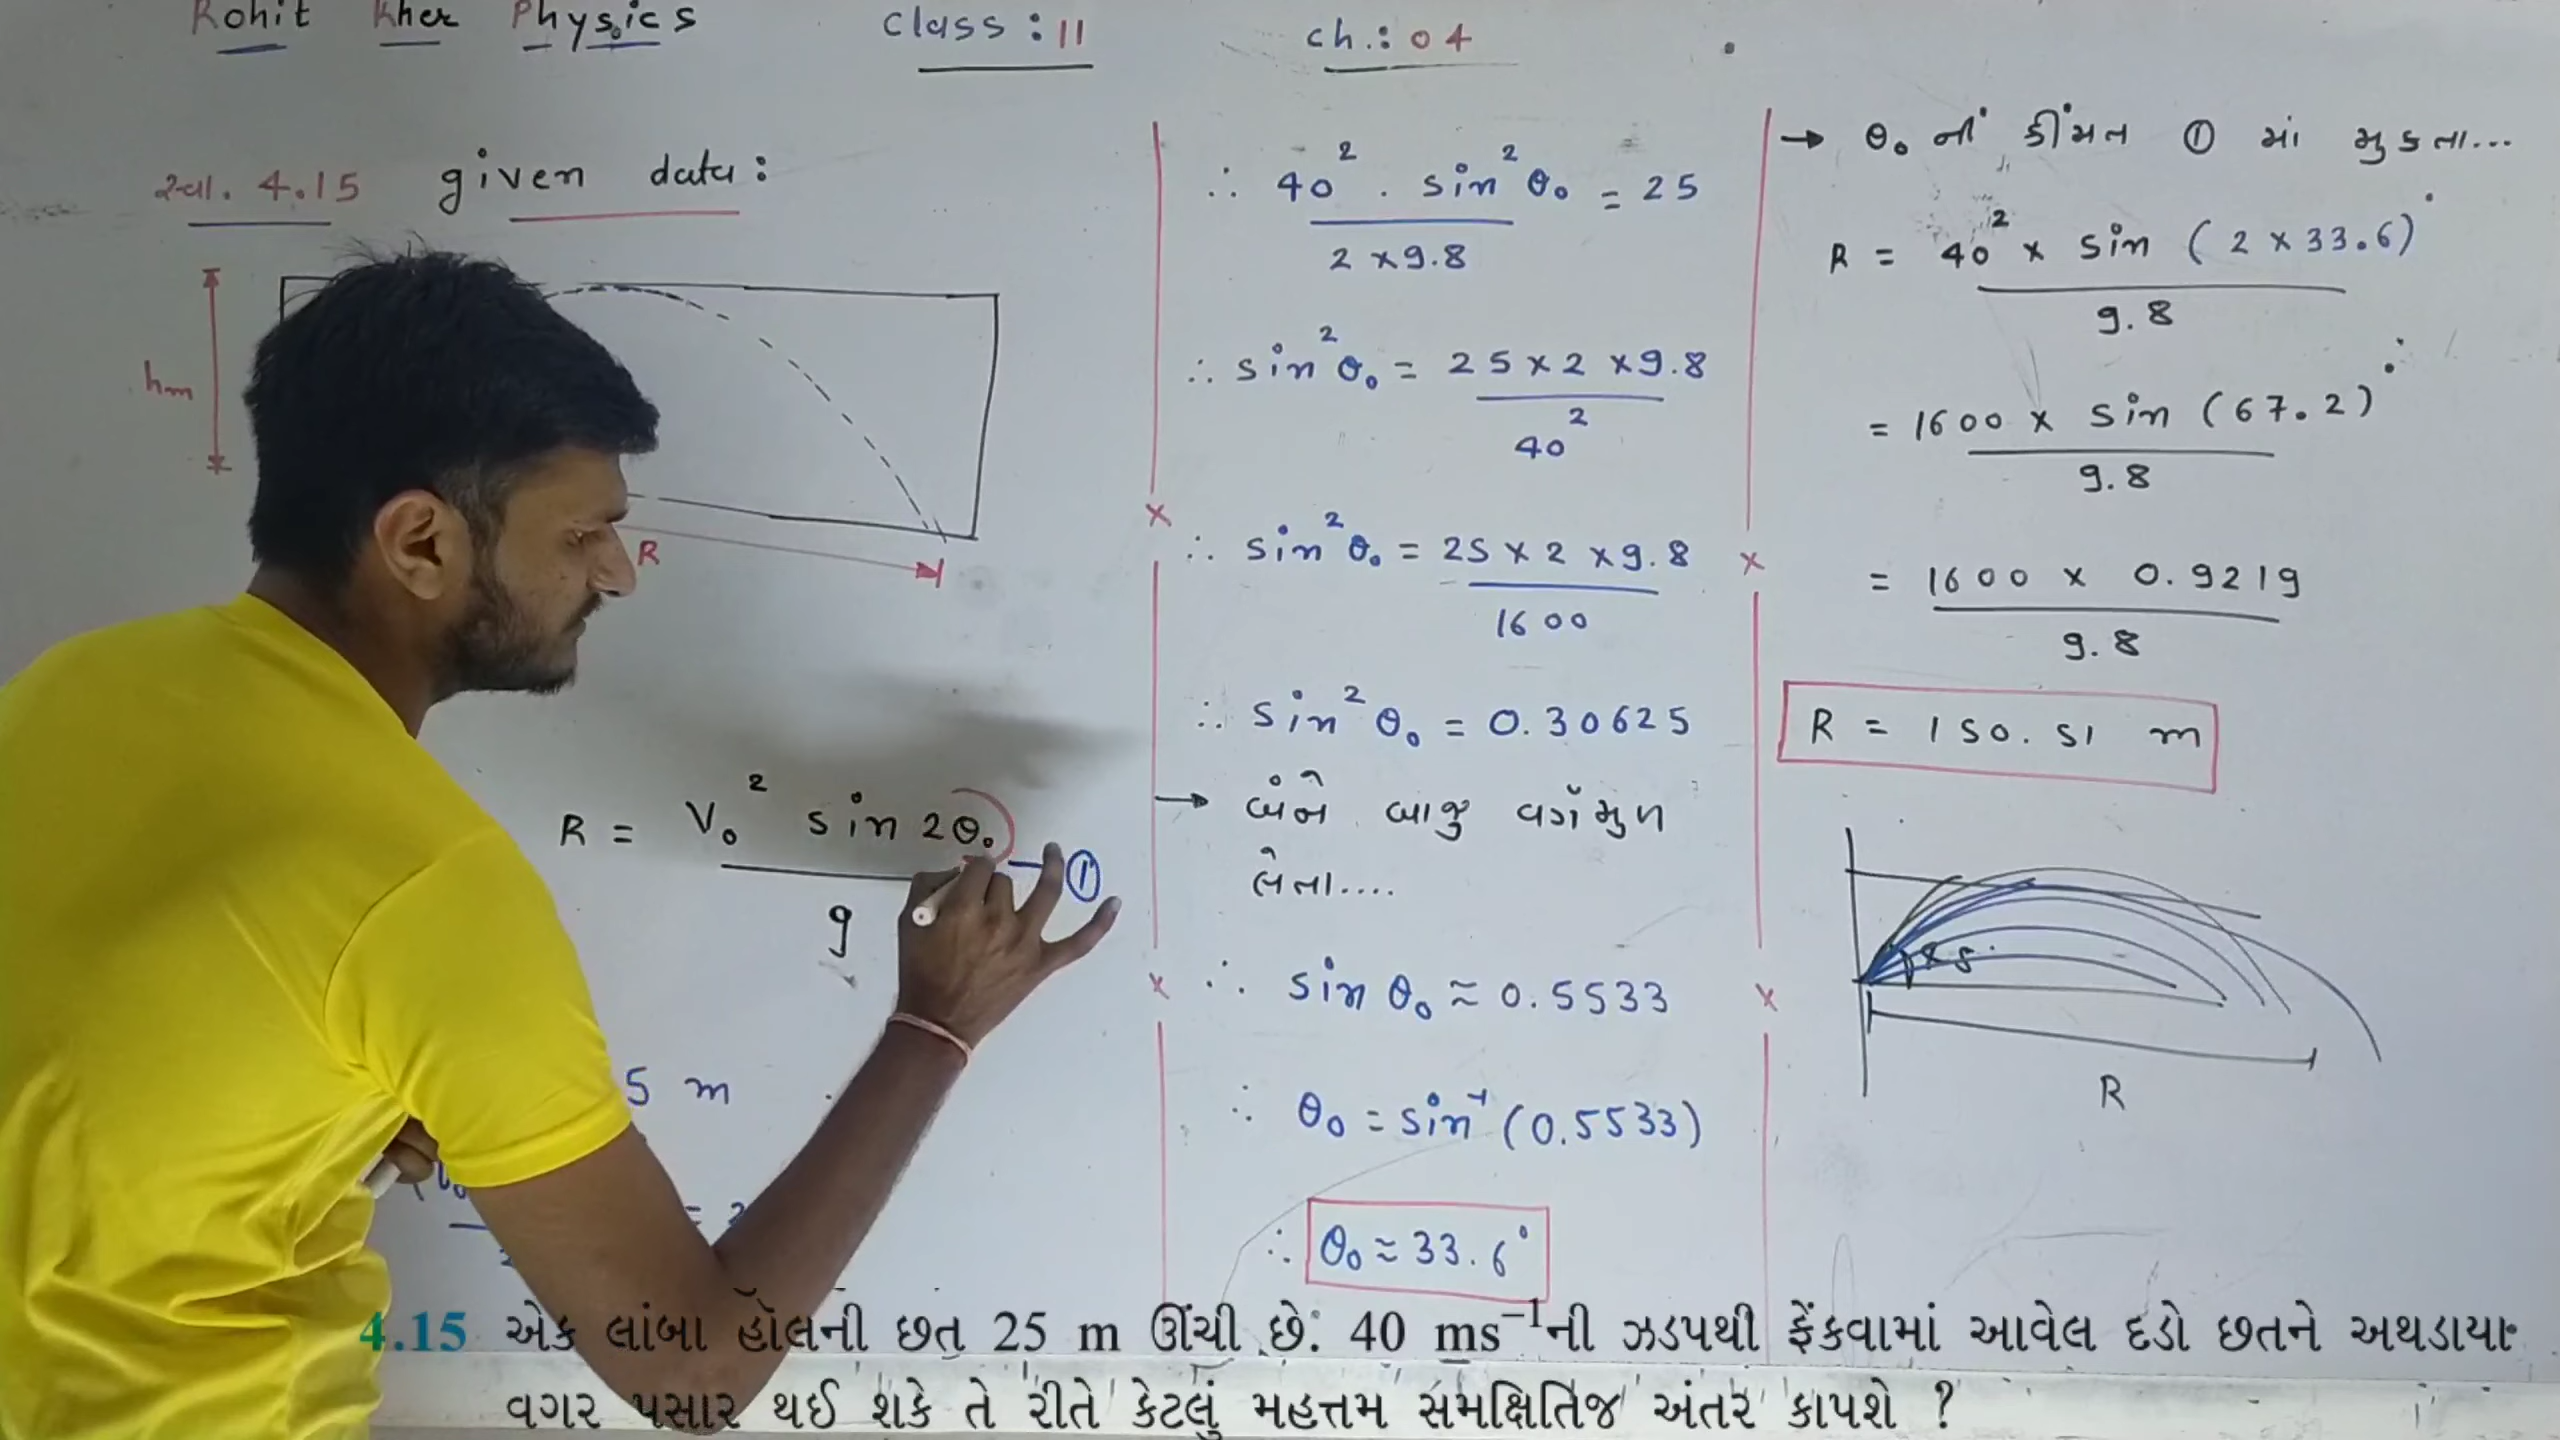 Rohit Kher Physics Class : 11 Ch.: 04
સ્વા. 4.15 given data:
hm
R
R = V₀² sin 2θ₀ — ①
g
5 m
∴ 40² . sin²θ₀ = 25
2 × 9.8
∴ sin²θ₀ = 25 × 2 × 9.8
40²
∴ sin²θ₀ = 25 × 2 × 9.8
1600
∴ sin²θ₀ = 0.30625
→ બંને બાજુ વર્ગમુળ
લેતા....
∴ sin θ₀ ≈ 0.5533
∴ θ₀ = sin⁻¹ (0.5533)
∴ θ₀ ≈ 33.6°
→ θ₀ નીં કીંમત ① માં મુકતા...
R = 40² × sin (2 × 33.6)°
9.8
= 1600 × sin (67.2)°
9.8
= 1600 × 0.9219
9.8
R = 150.51 m
R
4.15 એક લાંબા હૉલની છત 25 m ઊંચી છે. 40 ms⁻¹ની ઝડપથી ફેંકવામાં આવેલ દડો છતને અથડાયા
વગર પસાર થઈ શકે તે રીતે કેટલું મહત્તમ સમક્ષિતિજ અંતર કાપશે ?